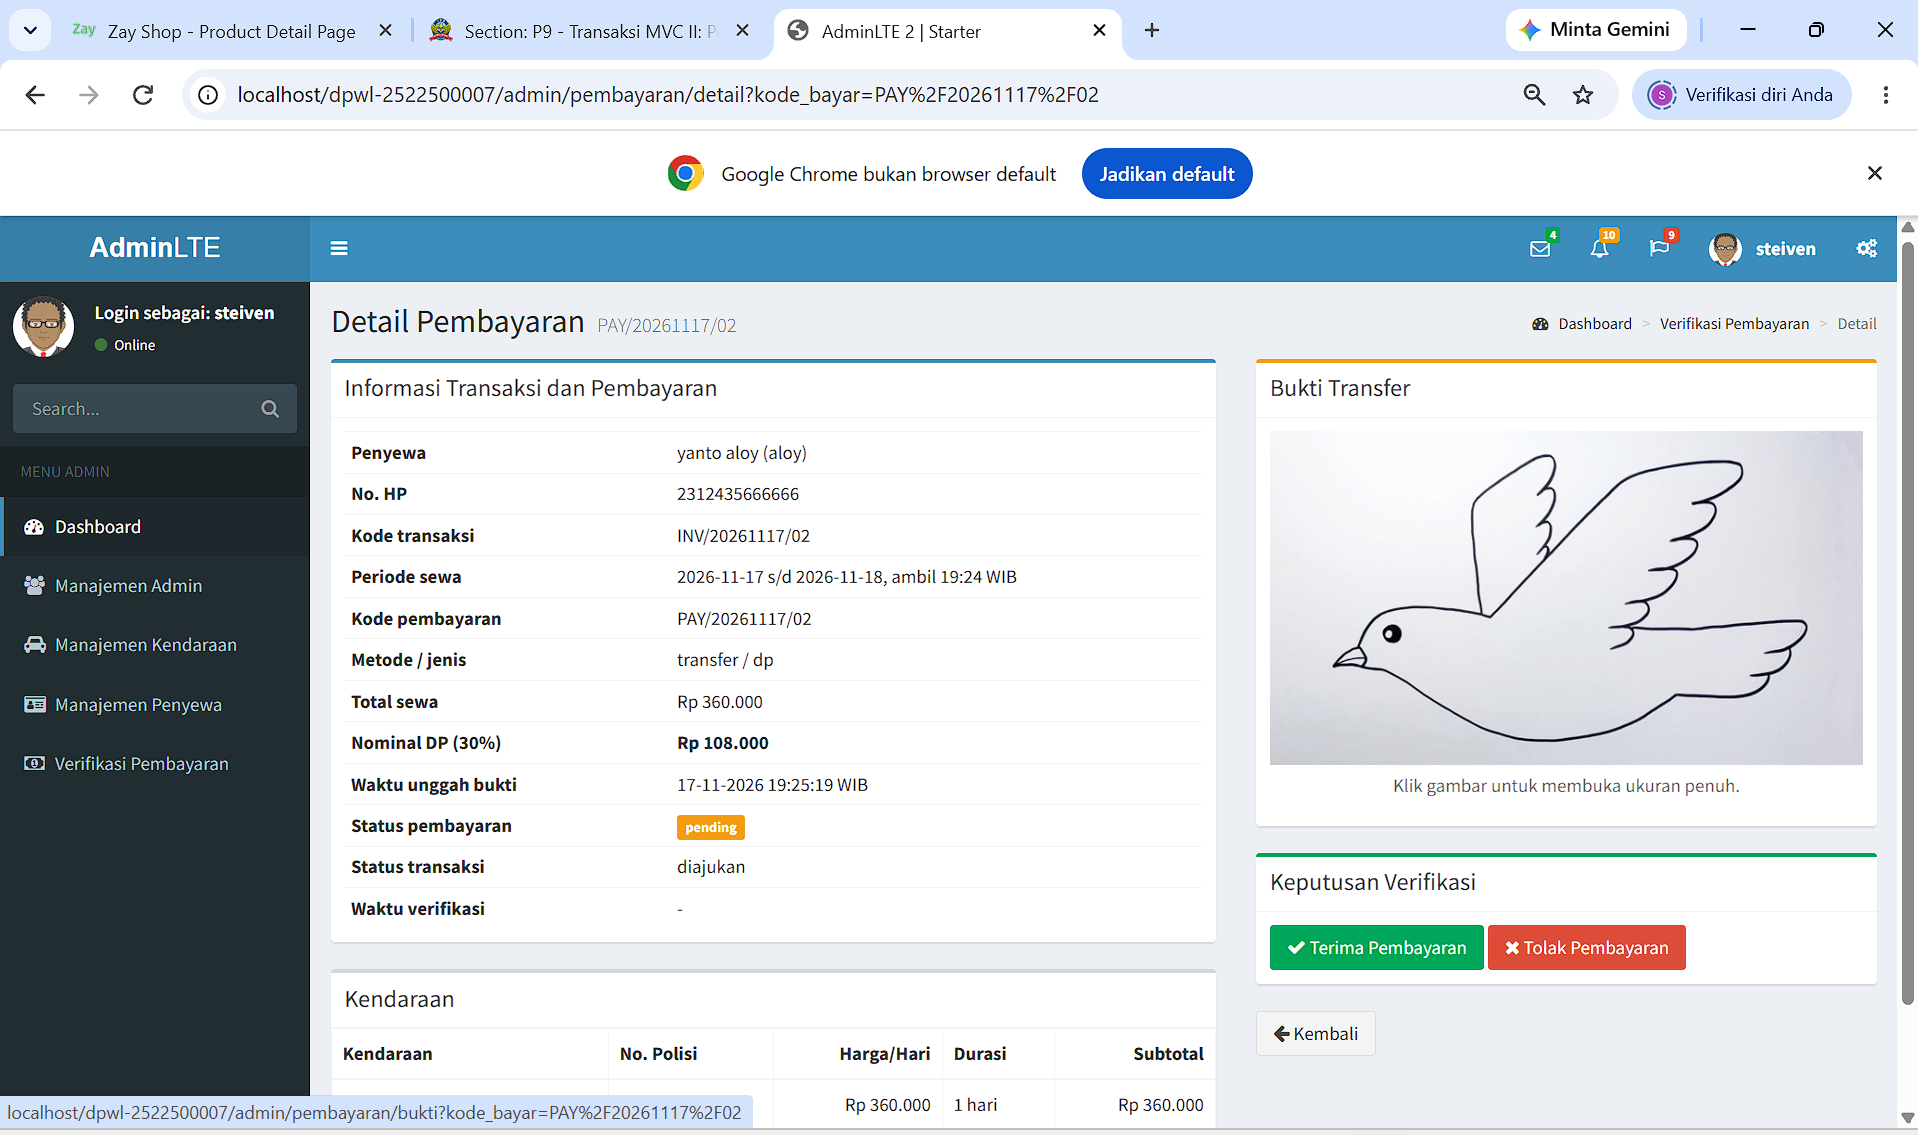 Zay Zay Shop - Product Detail Page
Section: P9 - Transaksi MVC II: P
AdminLTE 2 | Starter
Minta Gemini
localhost/dpwl-2522500007/admin/pembayaran/detail?kode_bayar=PAY%2F20261117%2F02
S Verifikasi diri Anda
Google Chrome bukan browser default Jadikan default
AdminLTE
4 10 9 steiven
Login sebagai: steiven
Online
Search...
MENU ADMIN
Dashboard
Manajemen Admin
Manajemen Kendaraan
Manajemen Penyewa
Verifikasi Pembayaran
Detail Pembayaran PAY/20261117/02
Dashboard > Verifikasi Pembayaran > Detail
Informasi Transaksi dan Pembayaran
Penyewa yanto aloy (aloy)
No. HP 2312435666666
Kode transaksi INV/20261117/02
Periode sewa 2026-11-17 s/d 2026-11-18, ambil 19:24 WIB
Kode pembayaran PAY/20261117/02
Metode / jenis transfer / dp
Total sewa Rp 360.000
Nominal DP (30%) Rp 108.000
Waktu unggah bukti 17-11-2026 19:25:19 WIB
Status pembayaran pending
Status transaksi diajukan
Waktu verifikasi -
Kendaraan
Kendaraan No. Polisi Harga/Hari Durasi Subtotal
Rp 360.000 1 hari Rp 360.000
Bukti Transfer
Klik gambar untuk membuka ukuran penuh.
Keputusan Verifikasi
Terima Pembayaran Tolak Pembayaran
Kembali
localhost/dpwl-2522500007/admin/pembayaran/bukti?kode_bayar=PAY%2F20261117%2F02